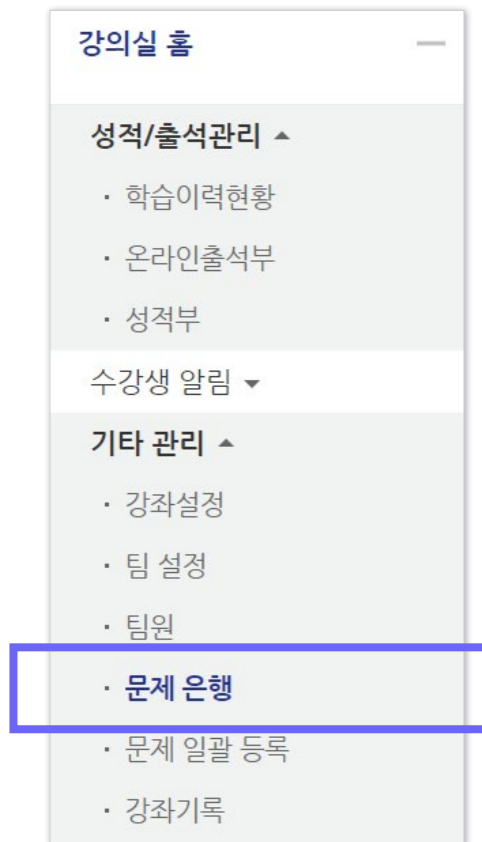 강의실 홈
성적/출석관리
· 학습이력현황
· 온라인출석부
· 성적부
수강생 알림
기타 관리
· 강좌설정
· 팀 설정
· 팀원
· 문제 은행
· 문제 일괄 등록
· 강좌기록